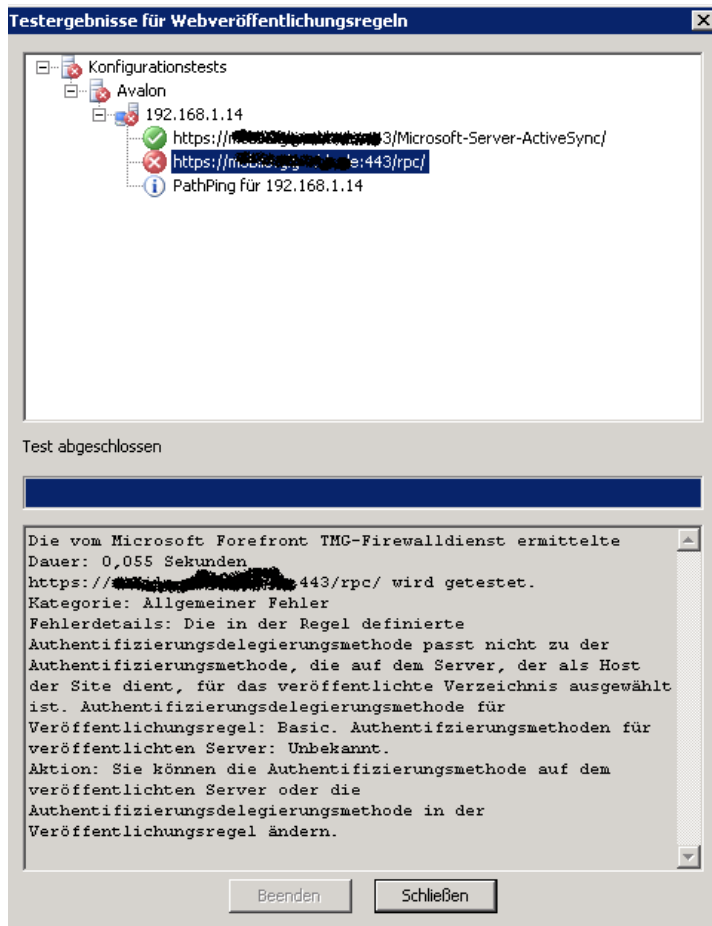 Testergebnisse für Webveröffentlichungsregeln
Konfigurationstests
Avalon
192.168.1.14
https://m 3/Microsoft-Server-ActiveSync/
https:// e:443/rpc/
PathPing für 192.168.1.14
Test abgeschlossen
Die vom Microsoft Forefront TMG-Firewalldienst ermittelte
Dauer: 0,055 Sekunden
https:// 443/rpc/ wird getestet.
Kategorie: Allgemeiner Fehler
Fehlerdetails: Die in der Regel definierte
Authentifizierungsdelegierungsmethode passt nicht zu der
Authentifizierungsmethode, die auf dem Server, der als Host
der Site dient, für das veröffentlichte Verzeichnis ausgewählt
ist. Authentifizierungsdelegierungsmethode für
Veröffentlichungsregel: Basic. Authentifzierungsmethoden für
veröffentlichten Server: Unbekannt.
Aktion: Sie können die Authentifizierungsmethode auf dem
veröffentlichten Server oder die
Authentifizierungsdelegierungsmethode in der
Veröffentlichungsregel ändern.
Beenden
Schließen